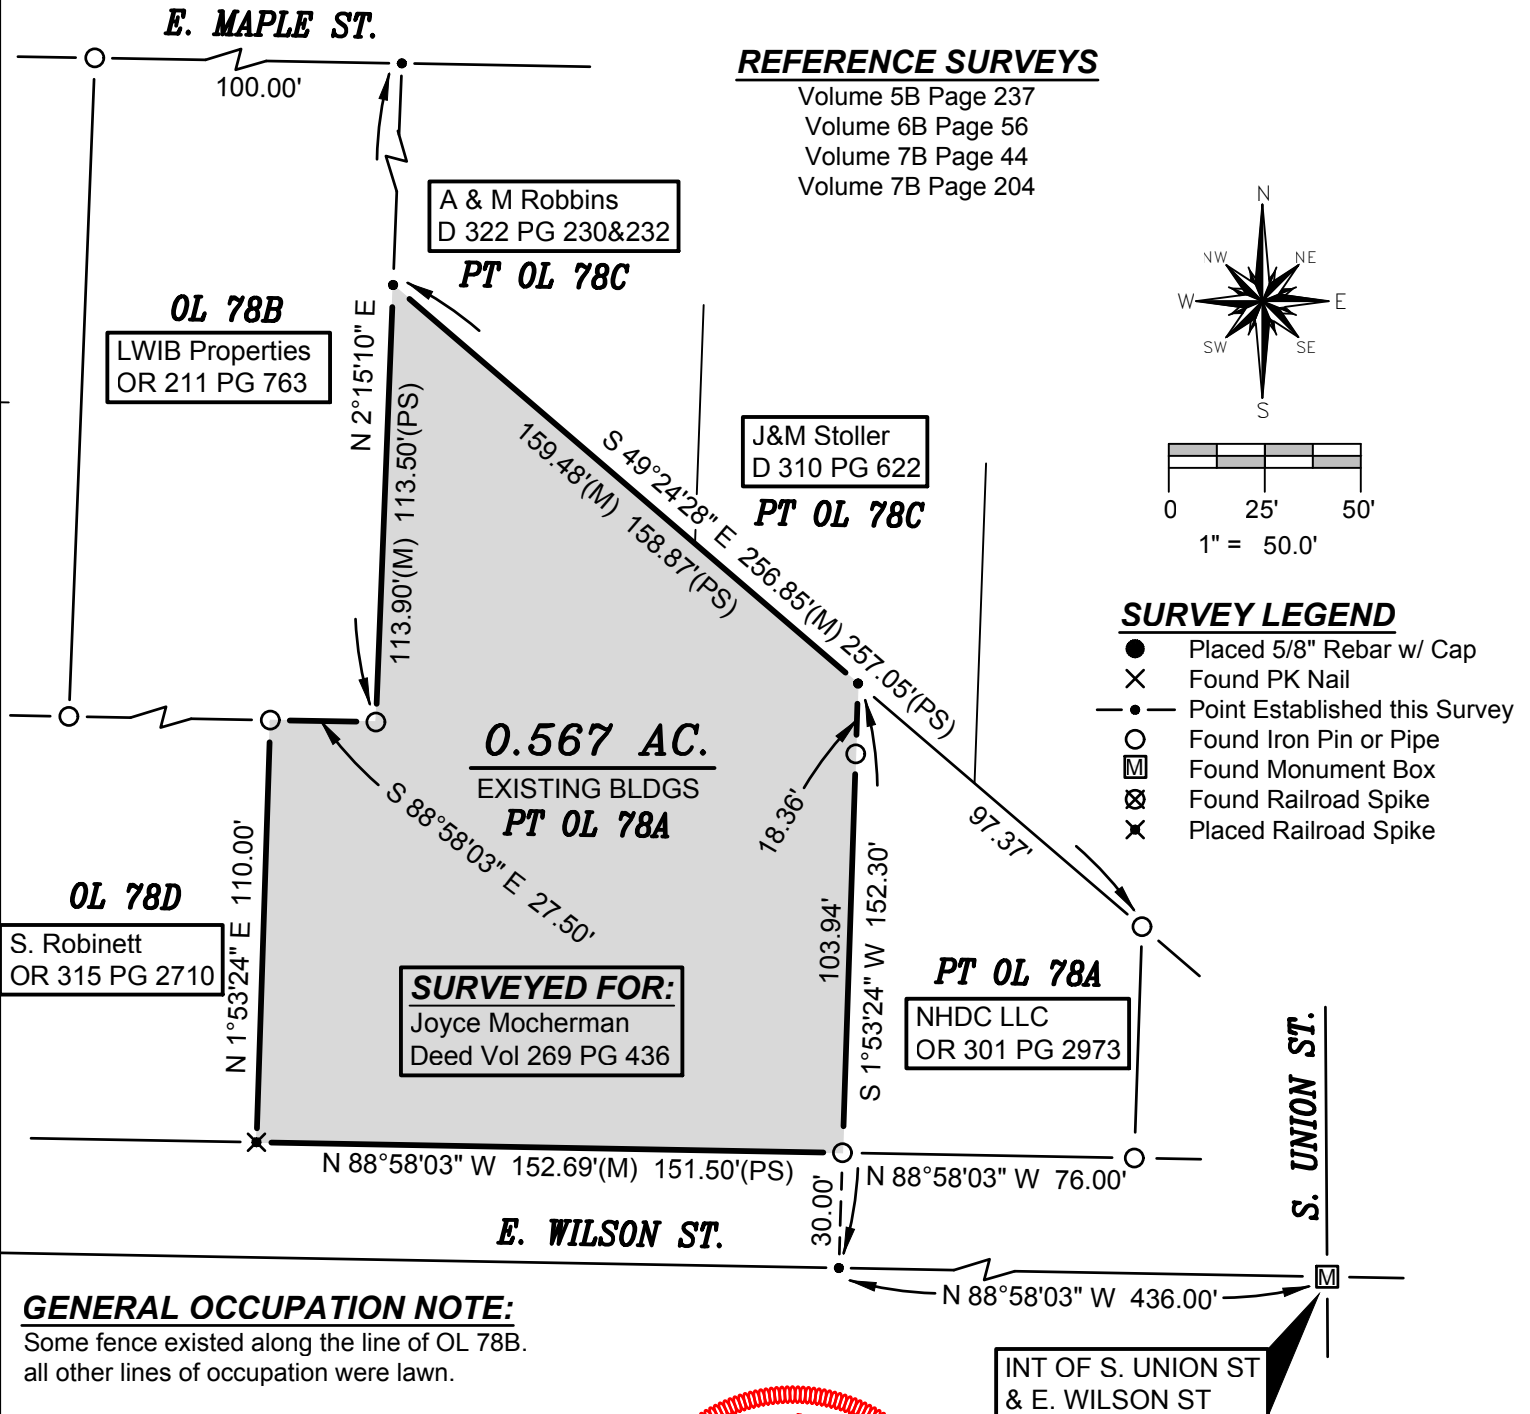 E. MAPLE ST.
100.00'
REFERENCE SURVEYS
Volume 5B Page 237
Volume 6B Page 56
Volume 7B Page 44
Volume 7B Page 204
A & M Robbins
D 322 PG 230&232
PT OL 78C
N
NW
NE
W
E
SW
SE
S
OL 78B
LWIB Properties
OR 211 PG 763
N 2°15'10" E
113.90'(M) 113.50'(PS)
S 49°24'28" E 256.85'(M) 257.05'(PS)
159.48'(M) 158.87'(PS)
J&M Stoller
D 310 PG 622
PT OL 78C
0 25' 50'
1" = 50.0'
SURVEY LEGEND
Placed 5/8" Rebar w/ Cap
Found PK Nail
Point Established this Survey
Found Iron Pin or Pipe
M Found Monument Box
Found Railroad Spike
Placed Railroad Spike
0.567 AC.
EXISTING BLDGS
PT OL 78A
S 88°58'03" E 27.50'
18.36'
97.37'
OL 78D
S. Robinett
OR 315 PG 2710
N 1°53'24" E 110.00'
SURVEYED FOR:
Joyce Mocherman
Deed Vol 269 PG 436
103.94'
S 1°53'24" W 152.30'
PT OL 78A
NHDC LLC
OR 301 PG 2973
S. UNION ST.
N 88°58'03" W 152.69'(M) 151.50'(PS)
N 88°58'03" W 76.00'
30.00'
E. WILSON ST.
M
N 88°58'03" W 436.00'
GENERAL OCCUPATION NOTE:
Some fence existed along the line of OL 78B.
all other lines of occupation were lawn.
INT OF S. UNION ST
& E. WILSON ST